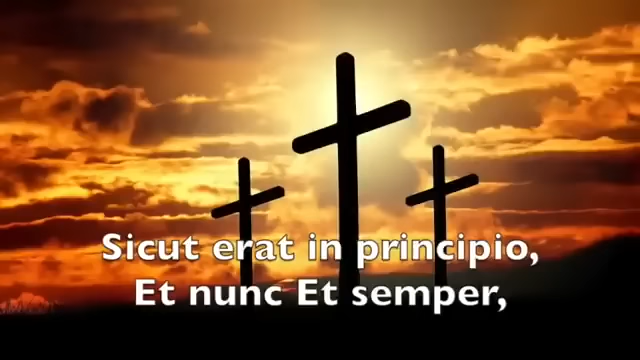 Sicut erat in principio,
Et nunc Et semper,